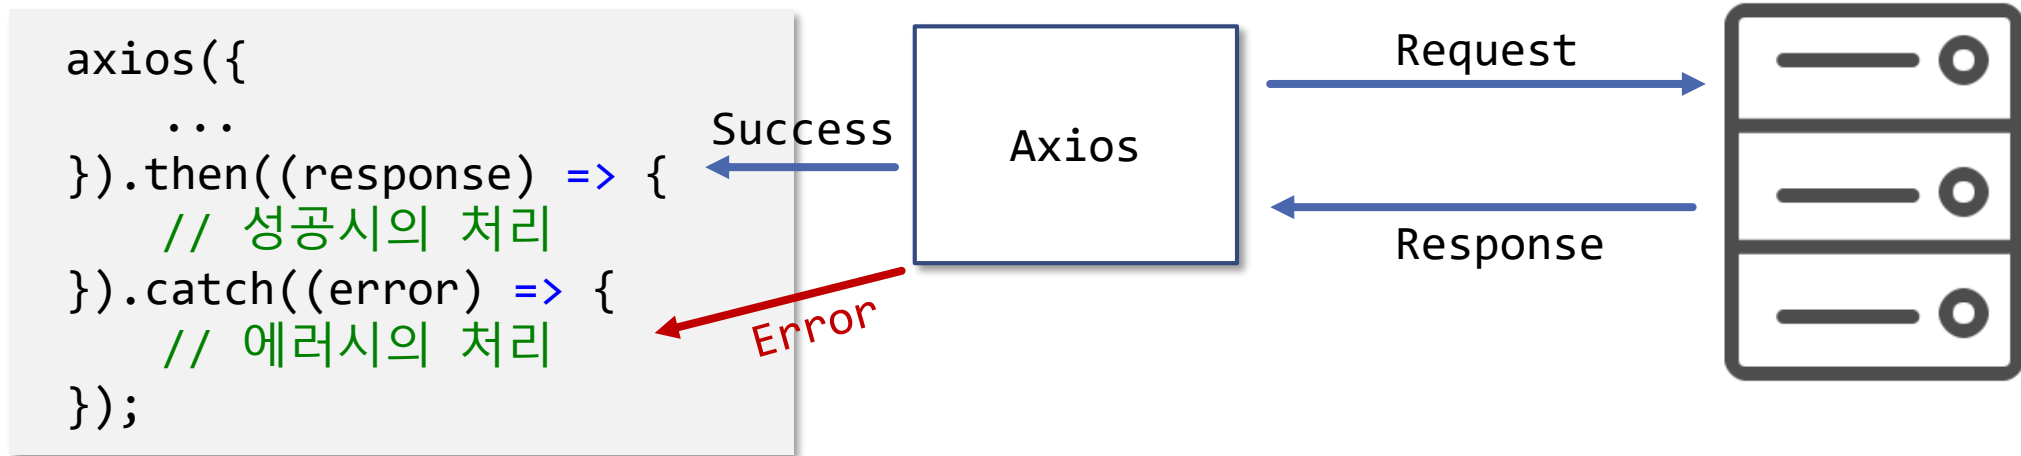 axios({
...
}).then((response) => {
// 성공시의 처리
}).catch((error) => {
// 에러시의 처리
});
Success
Error
Axios
Request
Response